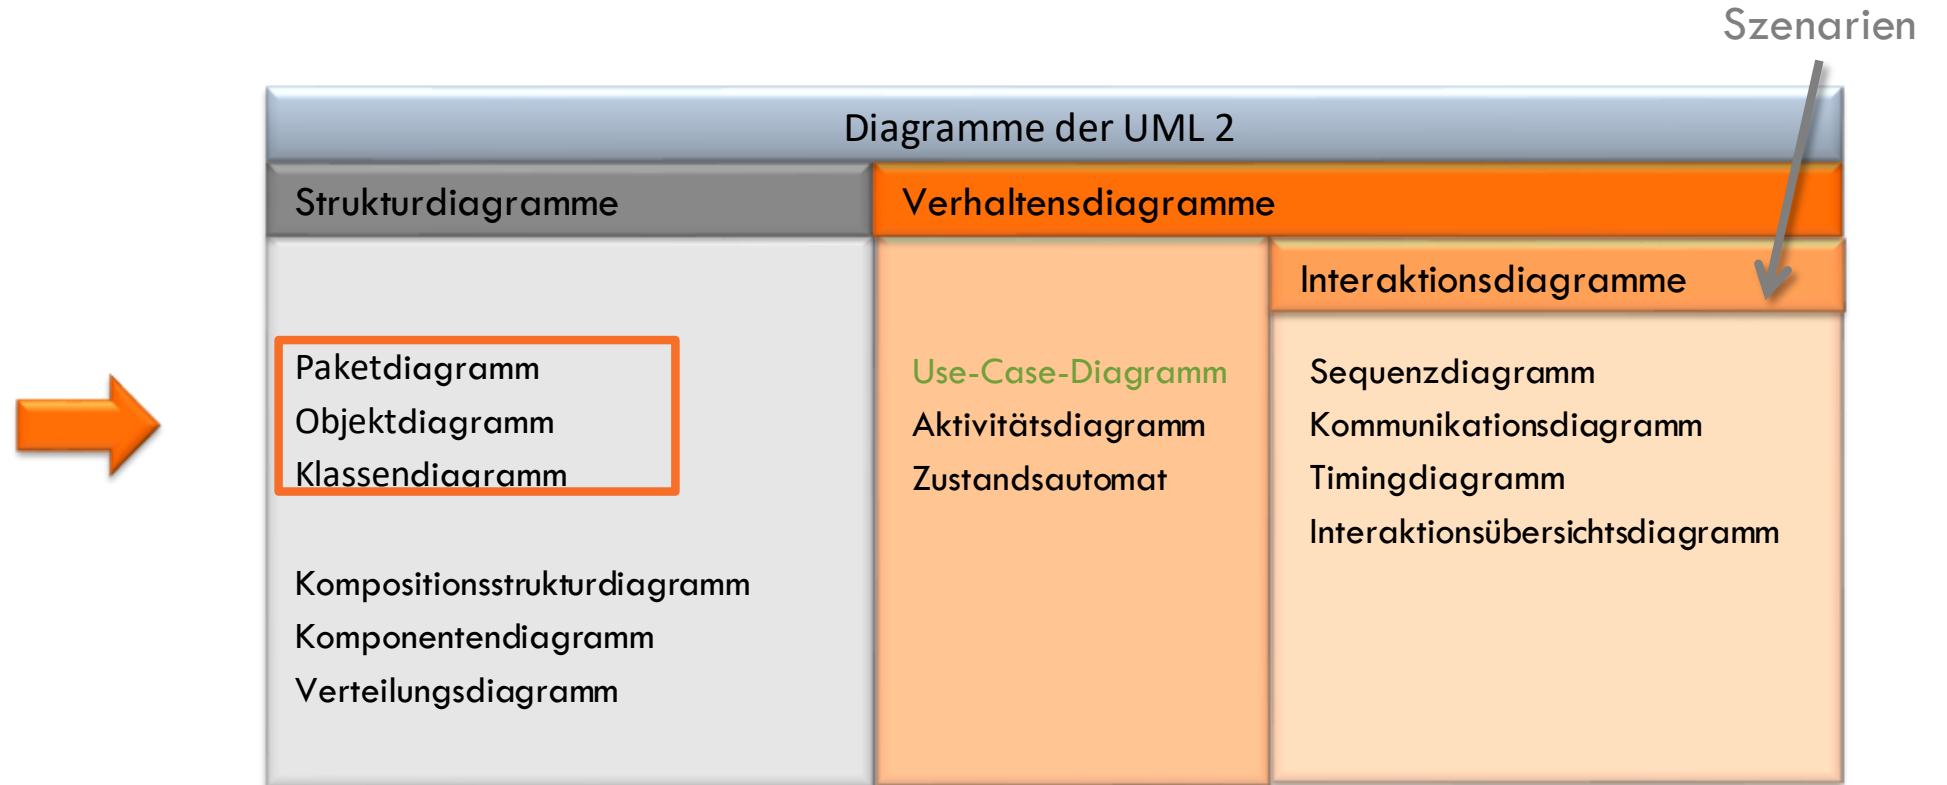 Szenarien
Diagramme der UML 2
Strukturdiagramme
Verhaltensdiagramme
Interaktionsdiagramme
Paketdiagramm
Objektdiagramm
Klassendiagramm
Kompositionsstrukturdiagramm
Komponentendiagramm
Verteilungsdiagramm
Use-Case-Diagramm
Aktivitätsdiagramm
Zustandsautomat
Sequenzdiagramm
Kommunikationsdiagramm
Timingdiagramm
Interaktionsübersichtsdiagramm